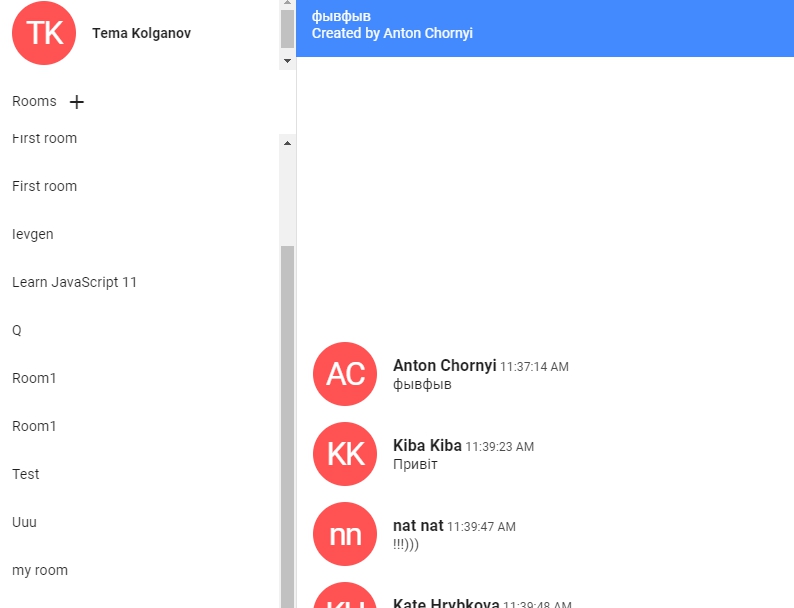 TK
Tema Kolganov
Rooms +
First room
First room
Ievgen
Learn JavaScript 11
Q
Room1
Room1
Test
Uuu
my room
фывфыв
Created by Anton Chornyi
AC
Anton Chornyi 11:37:14 AM
фывфыв
KK
Kiba Kiba 11:39:23 AM
Привіт
nn
nat nat 11:39:47 AM
!!!)))
KH
Kate Hrybkova 11:39:48 AM